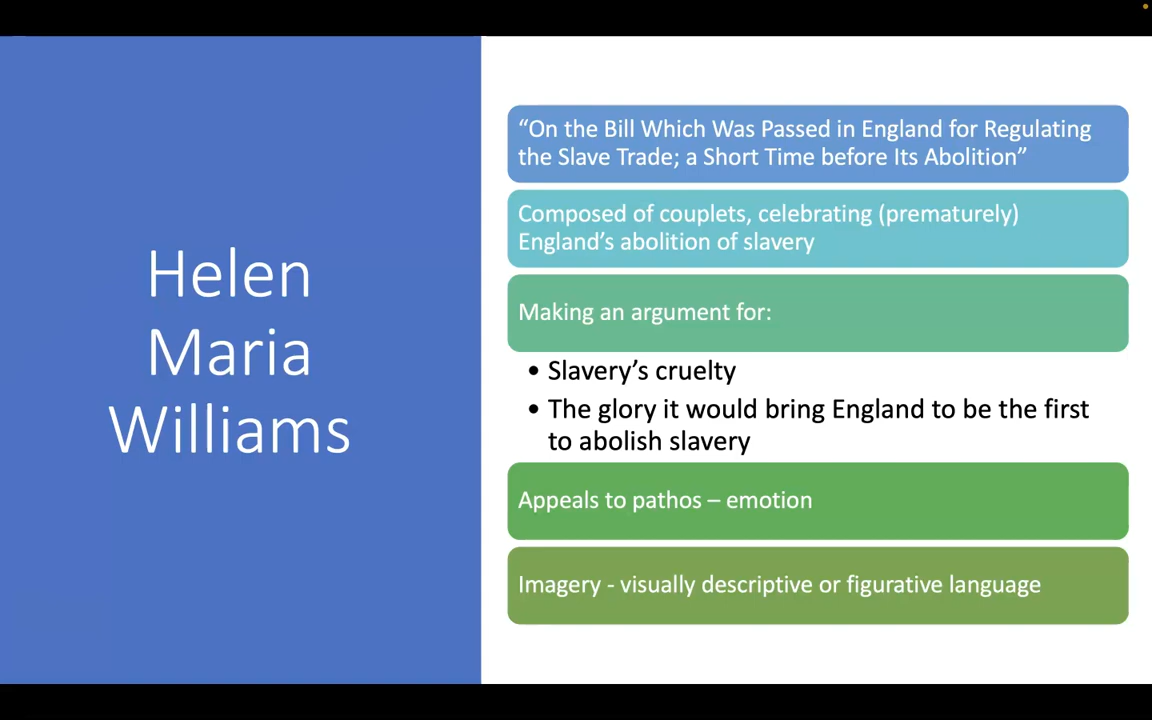 Helen
Maria
Williams
“On the Bill Which Was Passed in England for Regulating
the Slave Trade; a Short Time before Its Abolition”
Composed of couplets, celebrating (prematurely)
England’s abolition of slavery
Making an argument for:
• Slavery’s cruelty
• The glory it would bring England to be the first
to abolish slavery
Appeals to pathos – emotion
Imagery - visually descriptive or figurative language